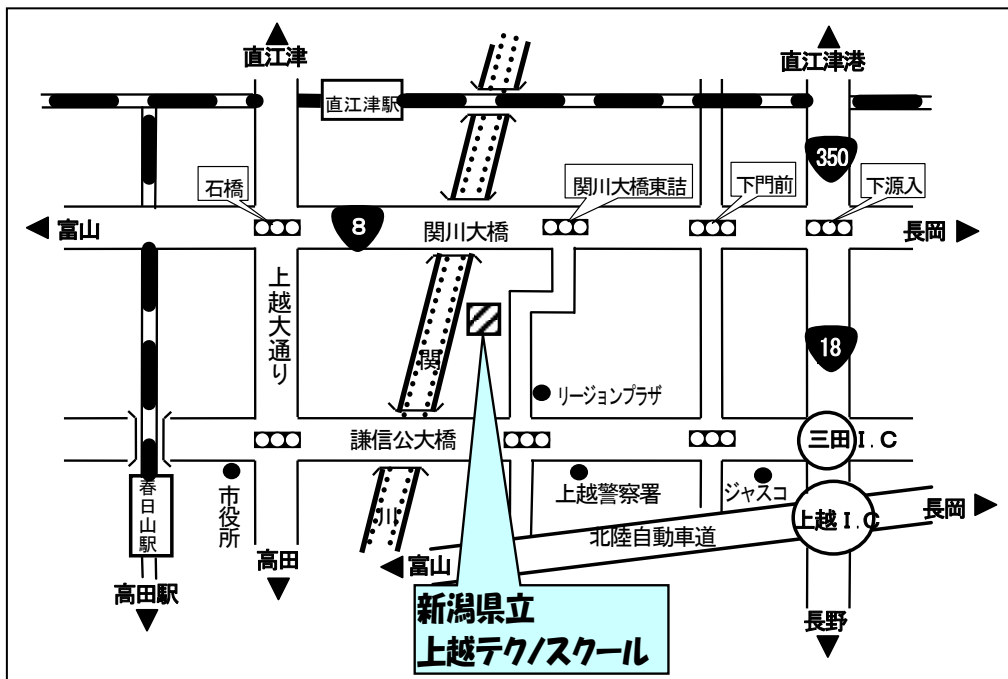 直江津
直江津港
直江津駅
350
石橋
関川大橋東詰
下門前
下源入
富山
8
関川大橋
長岡
上越大通り
18
関
リージョンプラザ
謙信公大橋
三田I.C
春日山駅
市役所
川
上越警察署
ジャスコ
上越I.C
長岡
北陸自動車道
高田
富山
高田駅
長野
新潟県立
上越テクノスクール